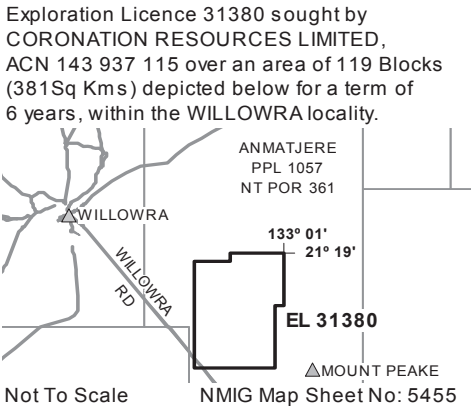 Exploration Licence 31380 sought by
CORONATION RESOURCES LIMITED,
ACN 143 937 115 over an area of 119 Blocks
(381Sq Kms) depicted below for a term of
6 years, within the WILLOWRA locality.
ANMATJERE
PPL 1057
NT POR 361
WILLOWRA
133° 01'
21° 19'
WILLOWRA
RD
EL 31380
MOUNT PEAKE
Not To Scale
NMIG Map Sheet No: 5455